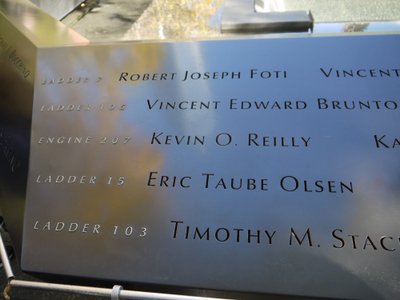 LADDER 7 ROBERT JOSEPH FOTI VINCENT
LADDER 105 VINCENT EDWARD BRUNTO
ENGINE 207 KEVIN O. REILLY KA
LADDER 15 ERIC TAUBE OLSEN
LADDER 103 TIMOTHY M. STAC